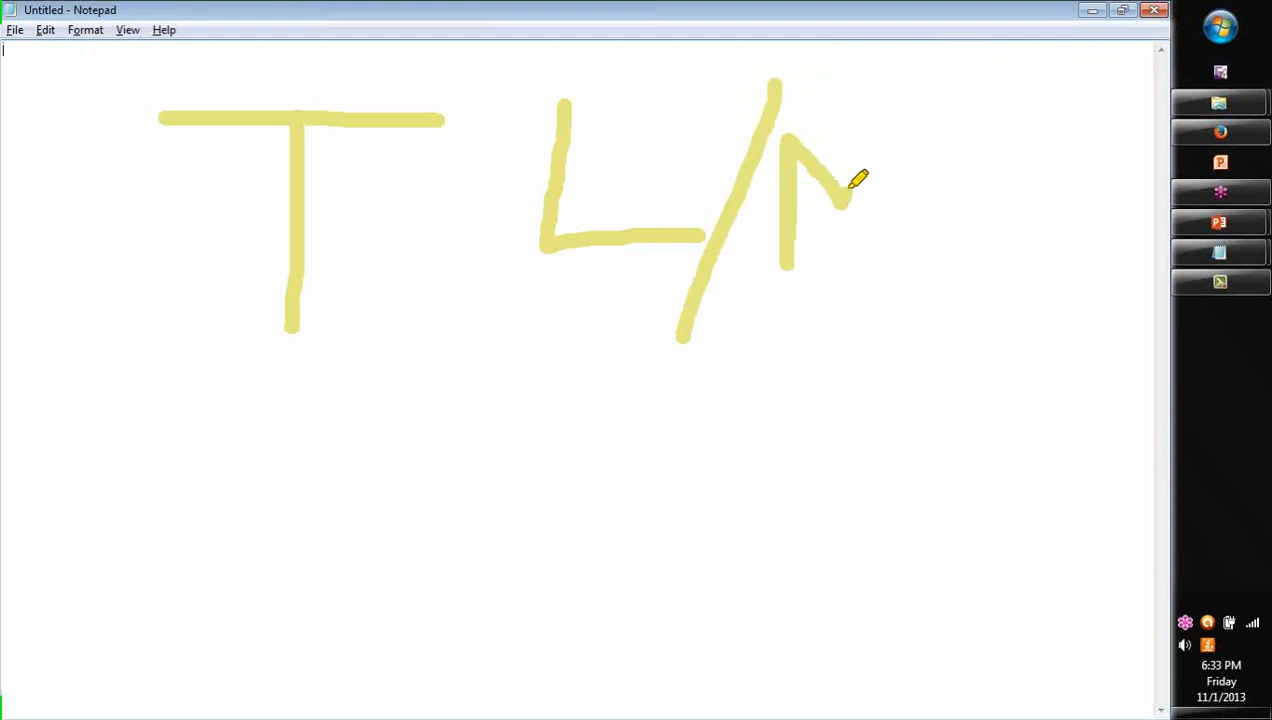 Untitled - Notepad
File Edit Format View Help
T L/
6:33 PM
Friday
11/1/2013